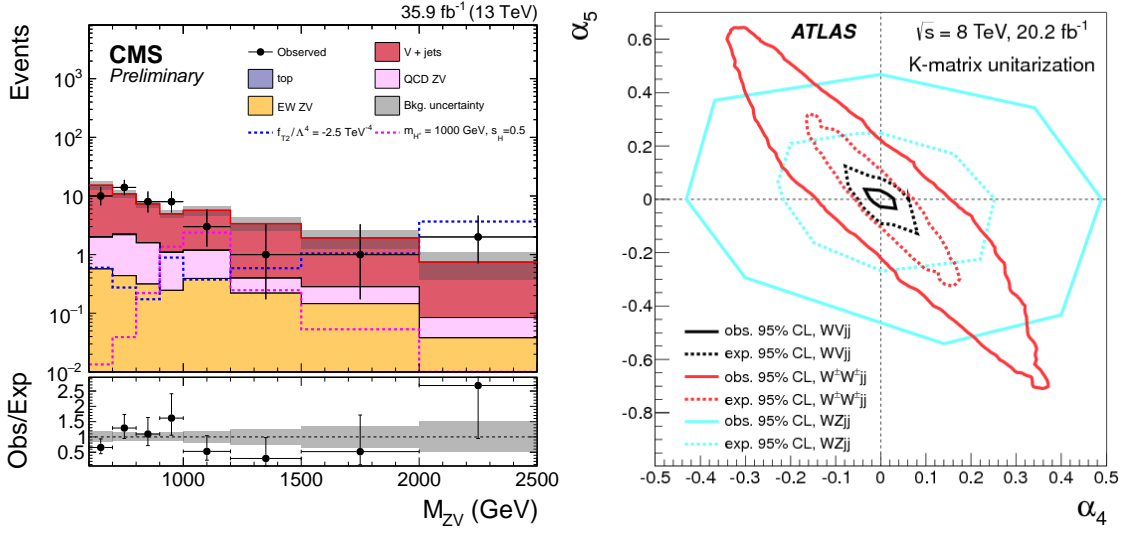 35.9 fb⁻¹ (13 TeV)
Events
CMS
Preliminary
Observed
V + jets
top
QCD ZV
EW ZV
Bkg. uncertainty
f_T2 / Λ⁴ = -2.5 TeV⁻⁴
m_H⁺ = 1000 GeV, s_H=0.5
10³
10²
10
1
10⁻¹
10⁻²
Obs/Exp
2.5
1.5
1
0.5
1000 1500 2000 2500
M_ZV (GeV)
α₅
ATLAS
√s = 8 TeV, 20.2 fb⁻¹
K-matrix unitarization
0.6
0.4
0.2
0
-0.2
-0.4
-0.6
-0.8
obs. 95% CL, WVjj
exp. 95% CL, WVjj
obs. 95% CL, W±W±jj
exp. 95% CL, W±W±jj
obs. 95% CL, WZjj
exp. 95% CL, WZjj
-0.5 -0.4 -0.3 -0.2 -0.1 0 0.1 0.2 0.3 0.4 0.5
α₄